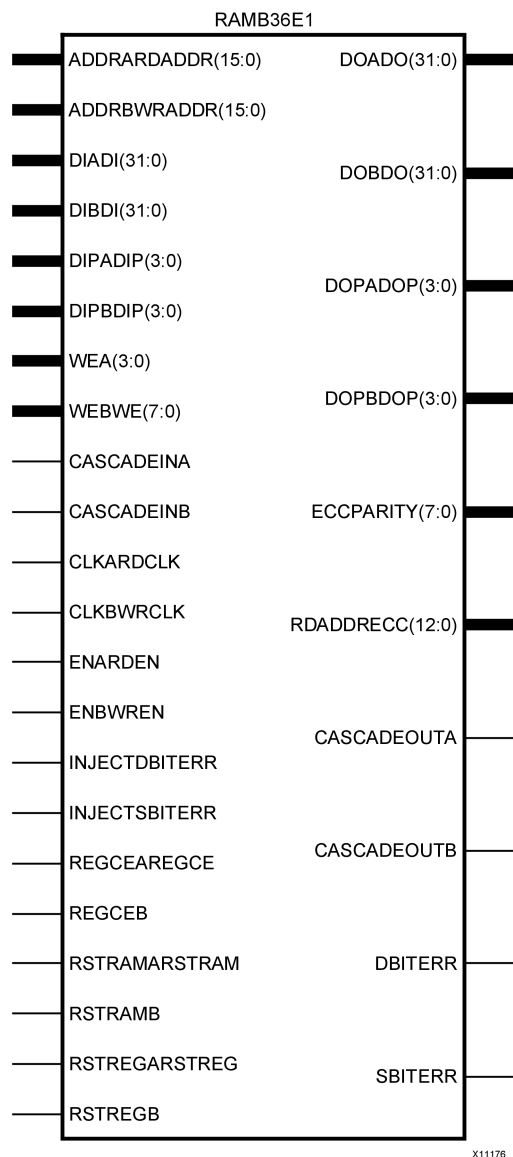 RAMB36E1
ADDRARDADDR(15:0)
ADDRBWRADDR(15:0)
DIADI(31:0)
DIBDI(31:0)
DIPADIP(3:0)
DIPBDIP(3:0)
WEA(3:0)
WEBWE(7:0)
CASCADEINA
CASCADEINB
CLKARDCLK
CLKBWRCLK
ENARDEN
ENBWREN
INJECTDBITERR
INJECTSBITERR
REGCEAREGCE
REGCEB
RSTRAMARSTRAM
RSTRAMB
RSTREGARSTREG
RSTREGB
DOADO(31:0)
DOBDO(31:0)
DOPADOP(3:0)
DOPBDOP(3:0)
ECCPARITY(7:0)
RDADDRECC(12:0)
CASCADEOUTA
CASCADEOUTB
DBITERR
SBITERR
X11176